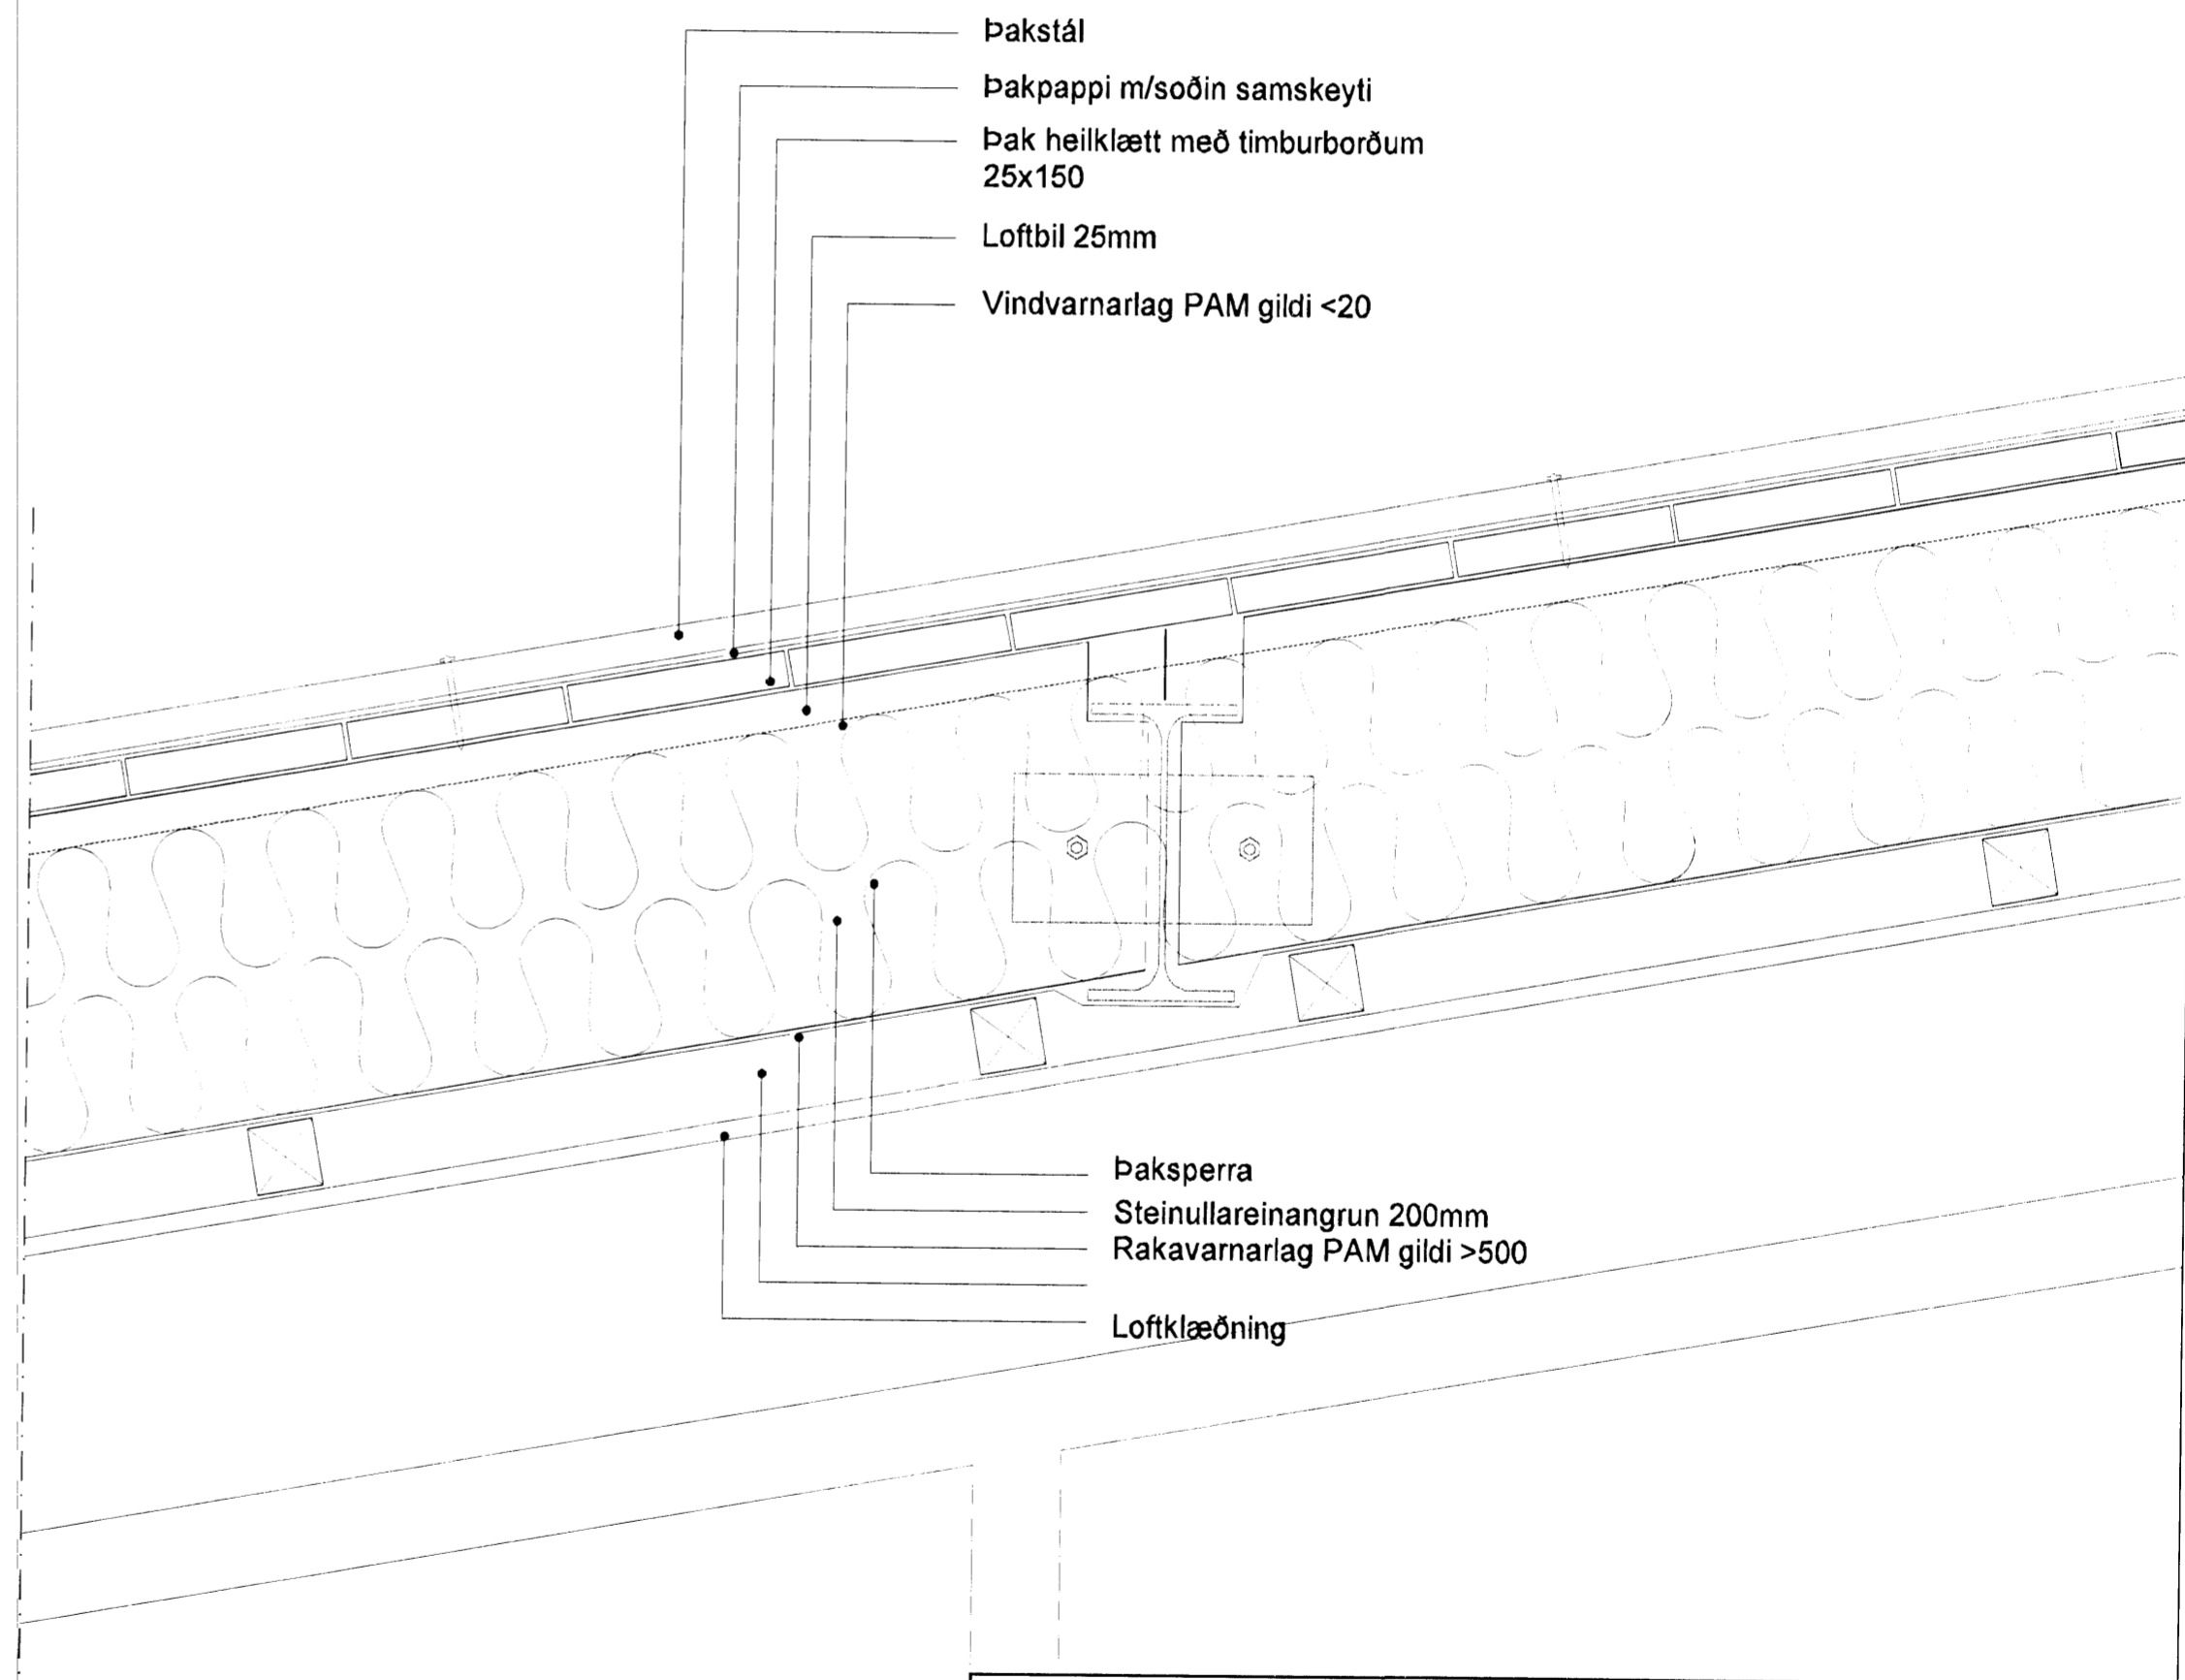 Þakstál
Þakpappi m/soðin samskeyti
Þak heilklætt með timburborðum
25x150
Loftbil 25mm
Vindvarnarlag PAM gildi <20
Þaksperra
Steinullareinangrun 200mm
Rakavarnarlag PAM gildi >500
Loftklæðning